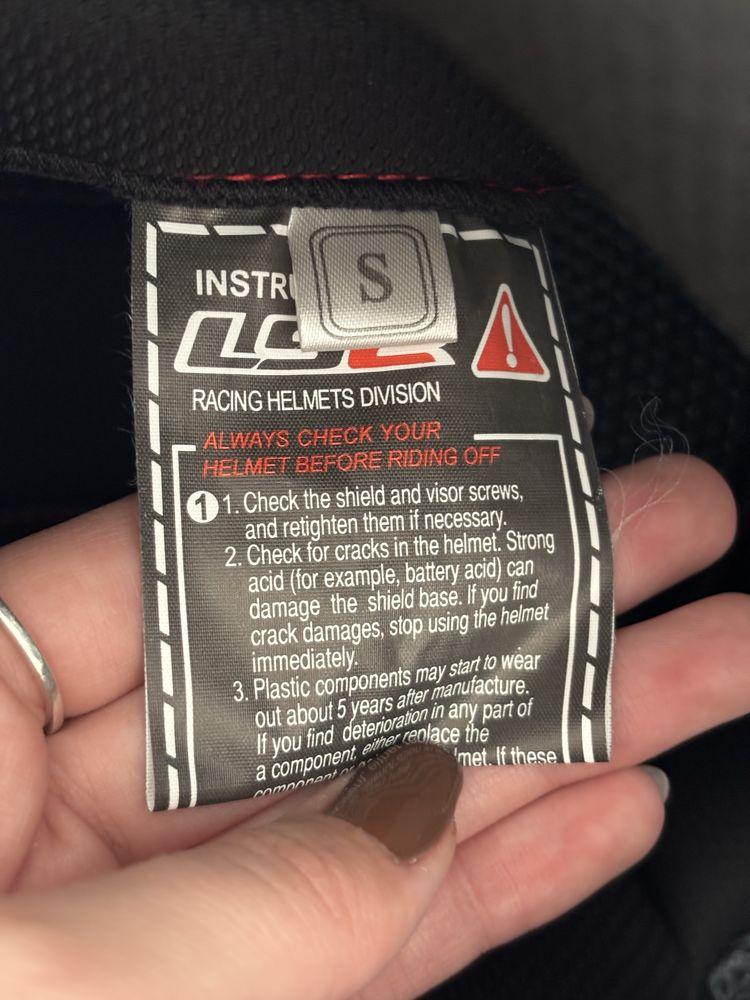 S
RACING HELMETS DIVISION
ALWAYS CHECK YOUR
HELMET BEFORE RIDING OFF
1 1. Check the shield and visor screws,
and retighten them if necessary.
2. Check for cracks in the helmet. Strong
acid (for example, battery acid) can
damage the shield base. If you find
crack damages, stop using the helmet
immediately.
3. Plastic components may start to wear
out about 5 years after manufacture.
If you find deterioration in any part of
a component, either replace the
If these